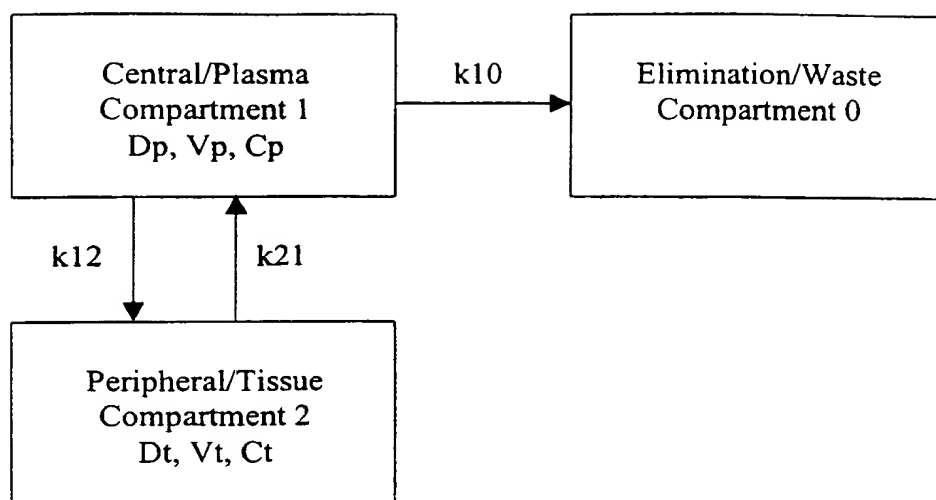 Central/Plasma
Compartment 1
Dp, Vp, Cp
k10
Elimination/Waste
Compartment 0
k12
k21
Peripheral/Tissue
Compartment 2
Dt, Vt, Ct